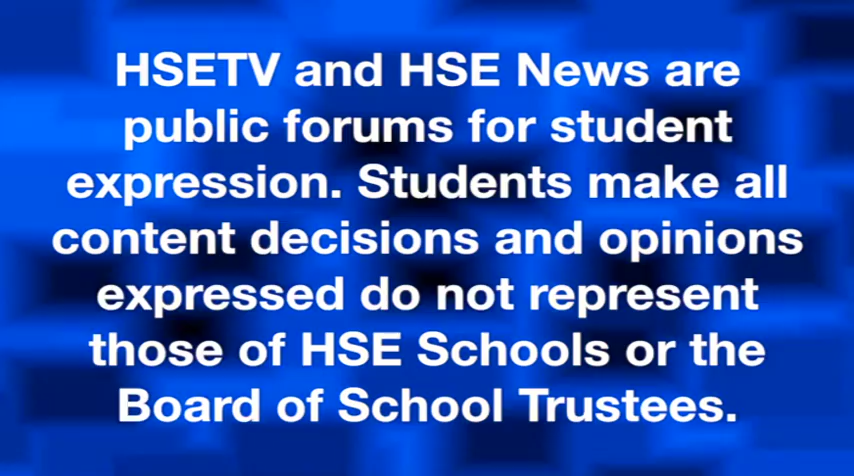 HSETV and HSE News are
public forums for student
expression. Students make all
content decisions and opinions
expressed do not represent
those of HSE Schools or the
Board of School Trustees.